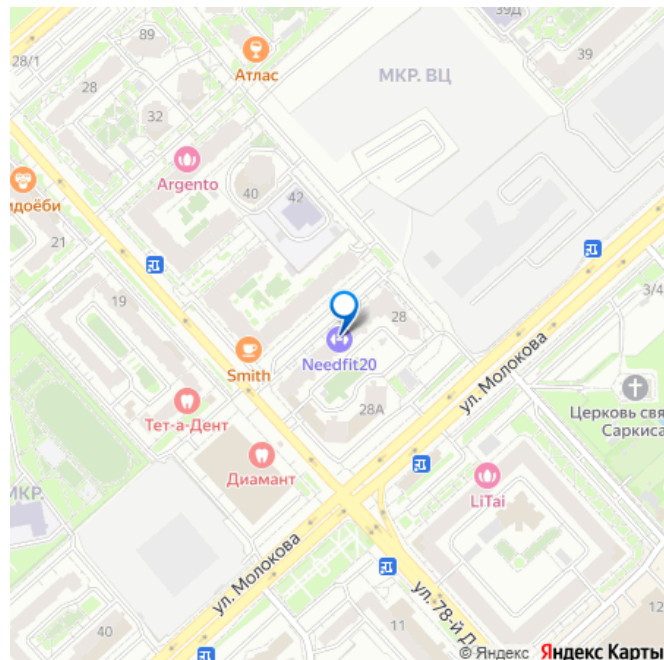 39Д
89
28/1
Атлас
39
МКР. ВЦ
28
32
Argento
40
42
идоёби
21
3/4
19
28
Needfit20
ул. Молокова
Smith
Церковь свя
Саркиса
Тет-а-Дент
28А
Диамант
LiTai
МКР.
ул. Молокова
ул. 78-й Д
40
11
12
© Яндекс Яндекс Карты